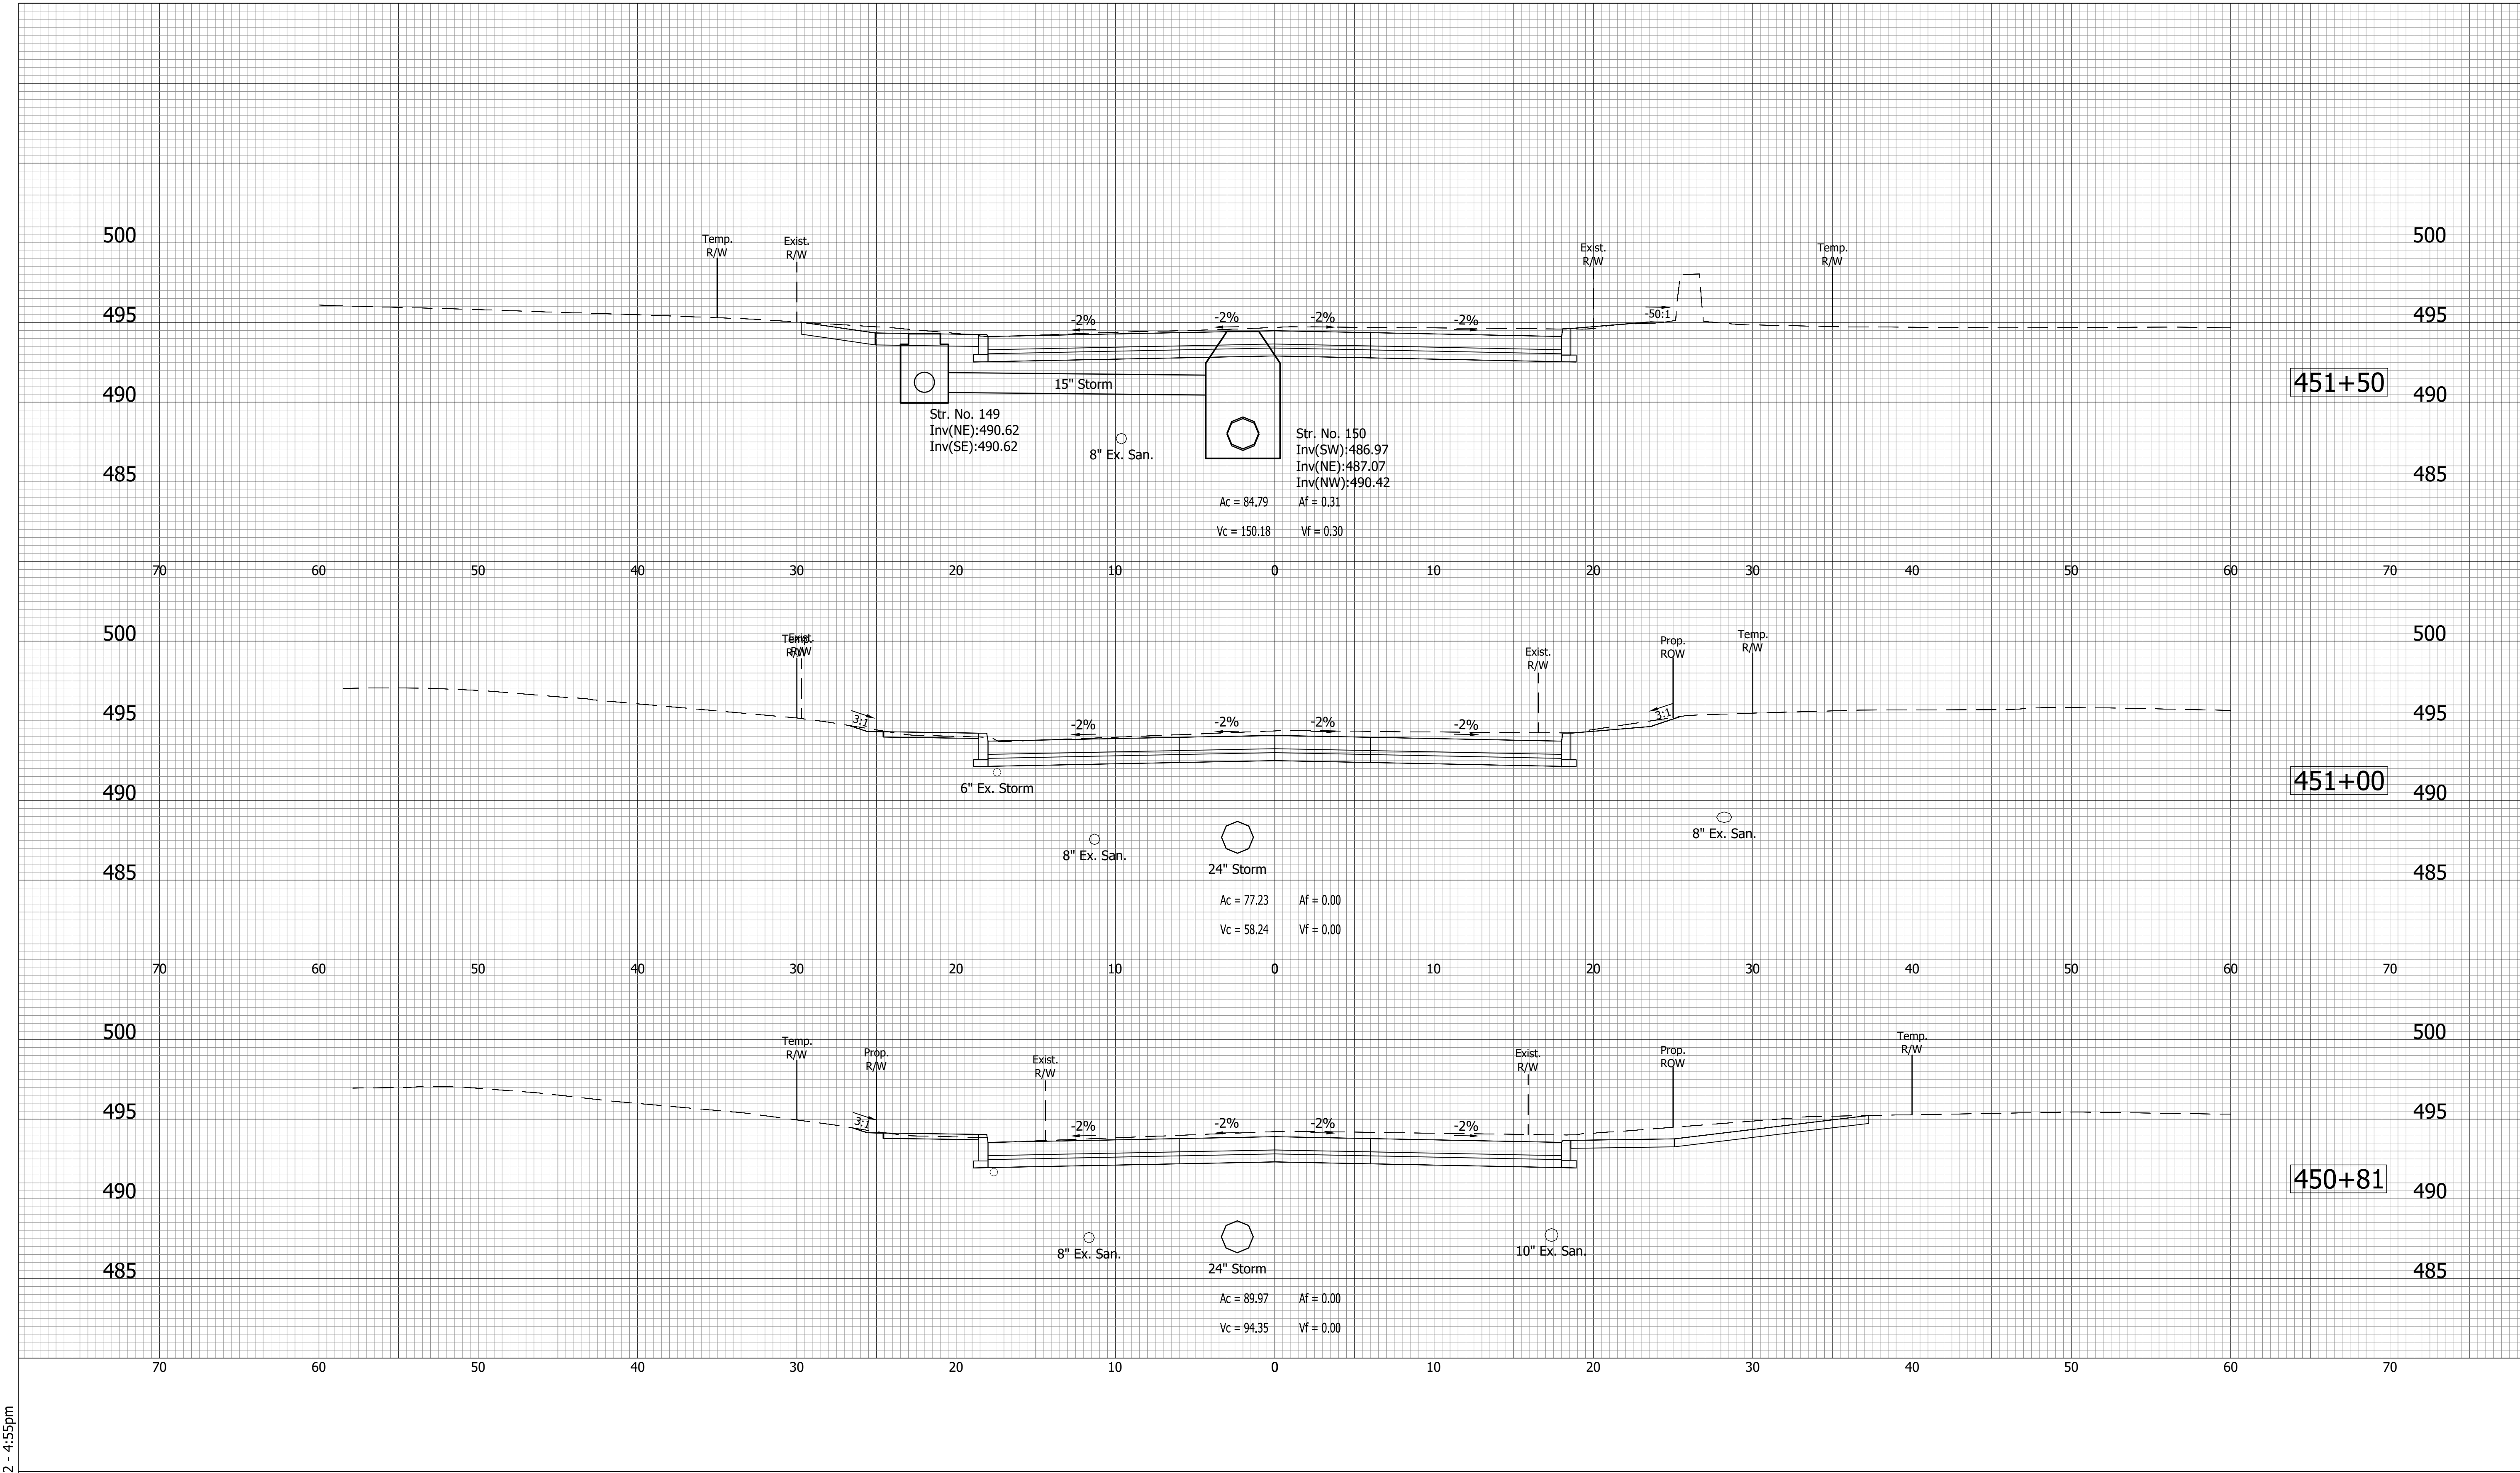 500
500
Temp.
R/W
Exist.
R/W
Exist.
R/W
Temp.
R/W
495
495
-2%
-2%
-2%
-2%
-50:1
15" Storm
451+50
490
490
Str. No. 149
Inv(NE):490.62
Inv(SE):490.62
8" Ex. San.
Str. No. 150
Inv(SW):486.97
Inv(NE):487.07
Inv(NW):490.42
485
485
Ac = 84.79 Af = 0.31
Vc = 150.18 Vf = 0.30
70 60 50 40 30 20 10 0 10 20 30 40 50 60 70
500
500
Temp.
R/W
Exist.
R/W
Exist.
R/W
Prop.
ROW
Temp.
R/W
495
495
3:1
-2%
-2%
-2%
-2%
3:1
451+00
490
490
6" Ex. Storm
8" Ex. San.
24" Storm
8" Ex. San.
485
485
Ac = 77.23 Af = 0.00
Vc = 58.24 Vf = 0.00
70 60 50 40 30 20 10 0 10 20 30 40 50 60 70
500
500
Temp.
R/W
Prop.
R/W
Exist.
R/W
Exist.
R/W
Prop.
ROW
Temp.
R/W
495
495
3:1
-2%
-2%
-2%
-2%
450+81
490
490
8" Ex. San.
24" Storm
10" Ex. San.
485
485
Ac = 89.97 Af = 0.00
Vc = 94.35 Vf = 0.00
70 60 50 40 30 20 10 0 10 20 30 40 50 60 70
2 - 4:55pm